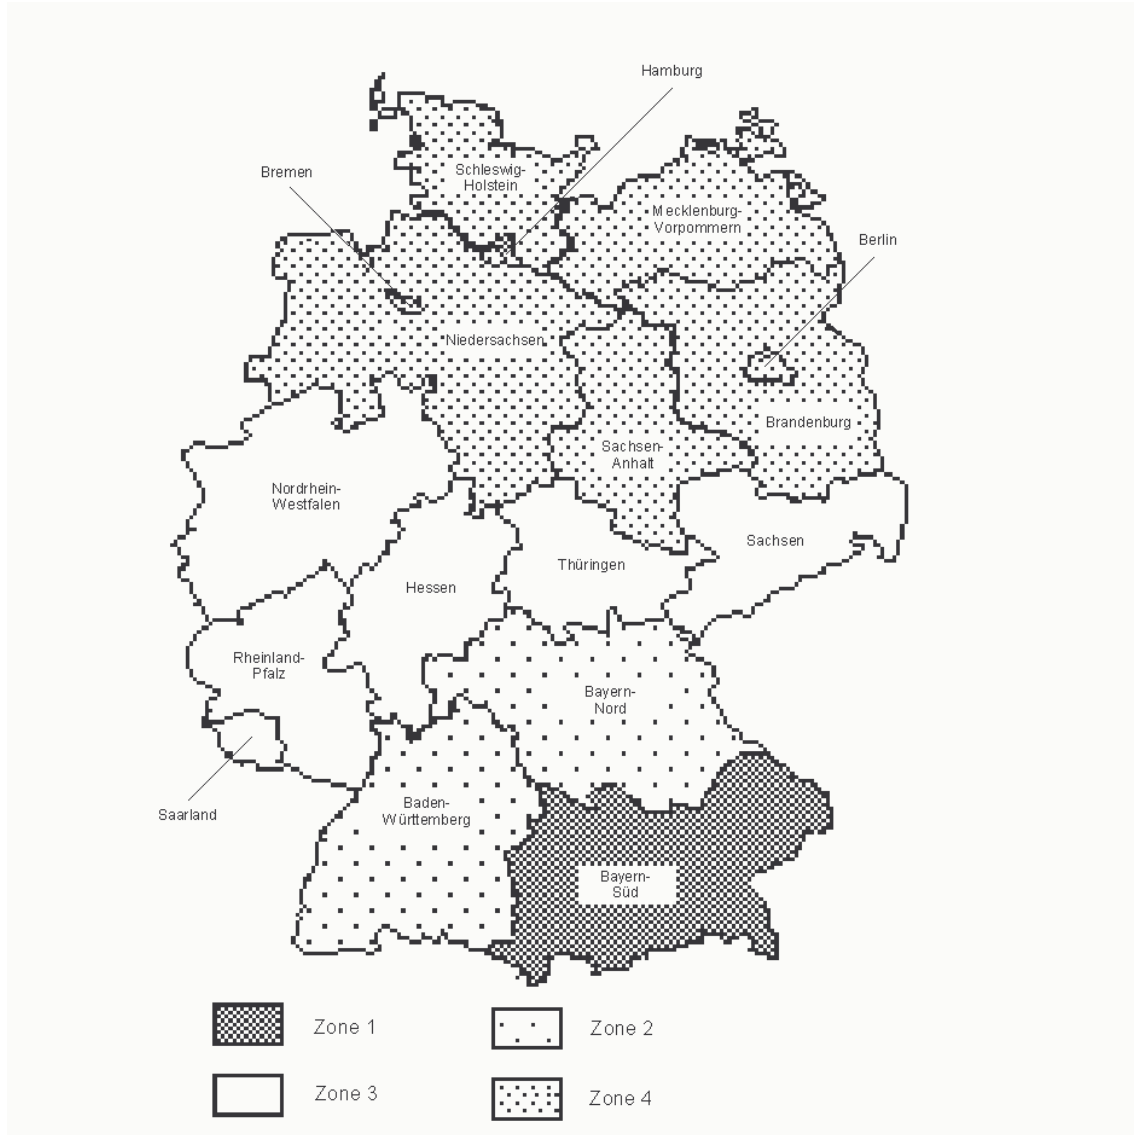 Hamburg
Bremen
Schleswig-
Holstein
Mecklenburg-
Vorpommern
Berlin
Niedersachsen
Brandenburg
Sachsen-
Anhalt
Nordrhein-
Westfalen
Sachsen
Thüringen
Hessen
Rheinland-
Pfalz
Bayern-
Nord
Saarland
Baden-
Württemberg
Bayern-
Süd
Zone 1
Zone 2
Zone 3
Zone 4